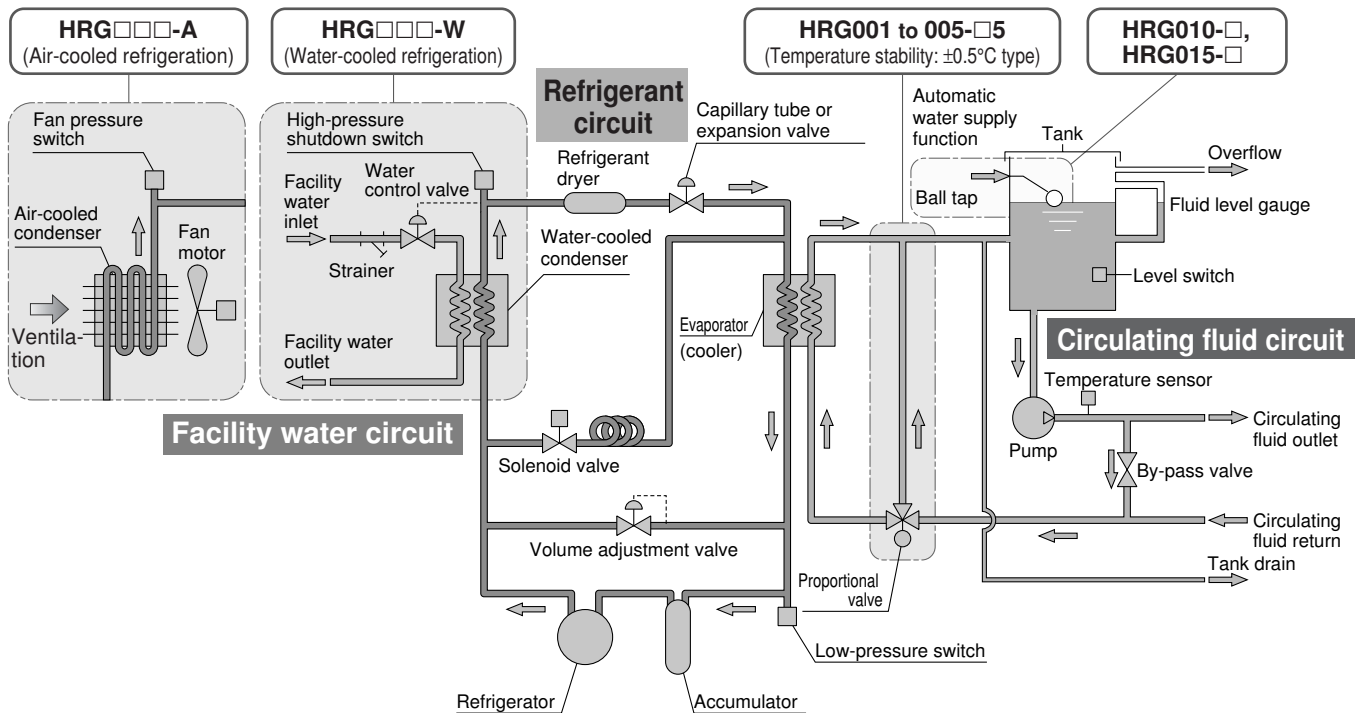 HRG□□□-A
(Air-cooled refrigeration)
HRG□□□-W
(Water-cooled refrigeration)
HRG001 to 005-□5
(Temperature stability: ±0.5°C type)
HRG010-□,
HRG015-□
Fan pressure
switch
Air-cooled
condenser
Fan
motor
Ventila-
tion
High-pressure
shutdown switch
Facility
water
inlet
Water
control valve
Strainer
Facility water
outlet
Water-cooled
condenser
Facility water circuit
Refrigerant
circuit
Refrigerant
dryer
Capillary tube or
expansion valve
Evaporator
(cooler)
Solenoid valve
Volume adjustment valve
Proportional
valve
Low-pressure switch
Refrigerator
Accumulator
Automatic
water supply
function
Ball tap
Tank
Overflow
Fluid level gauge
Level switch
Circulating fluid circuit
Temperature sensor
Pump
Circulating
fluid outlet
By-pass valve
Circulating
fluid return
Tank drain